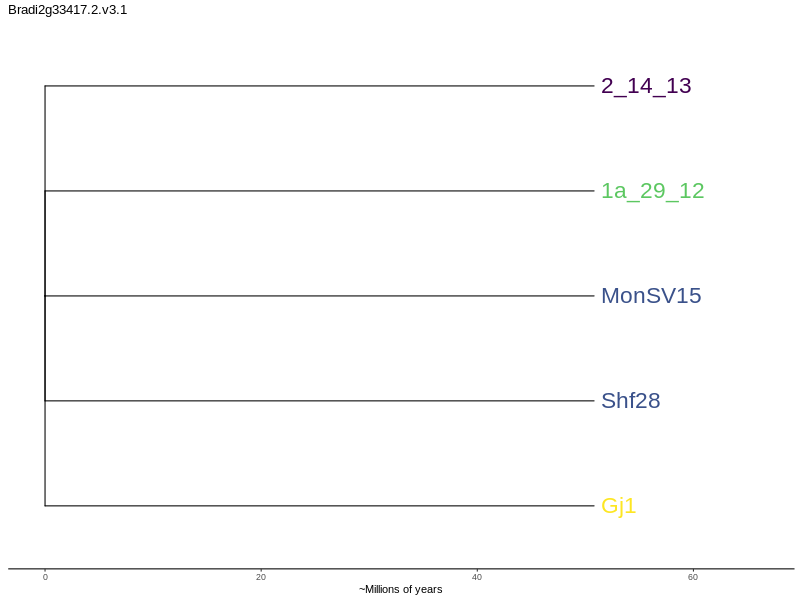 Bradi2g33417.2.v3.1
2_14_13
1a_29_12
MonSV15
Shf28
Gj1
0 20 40 60
~Millions of years